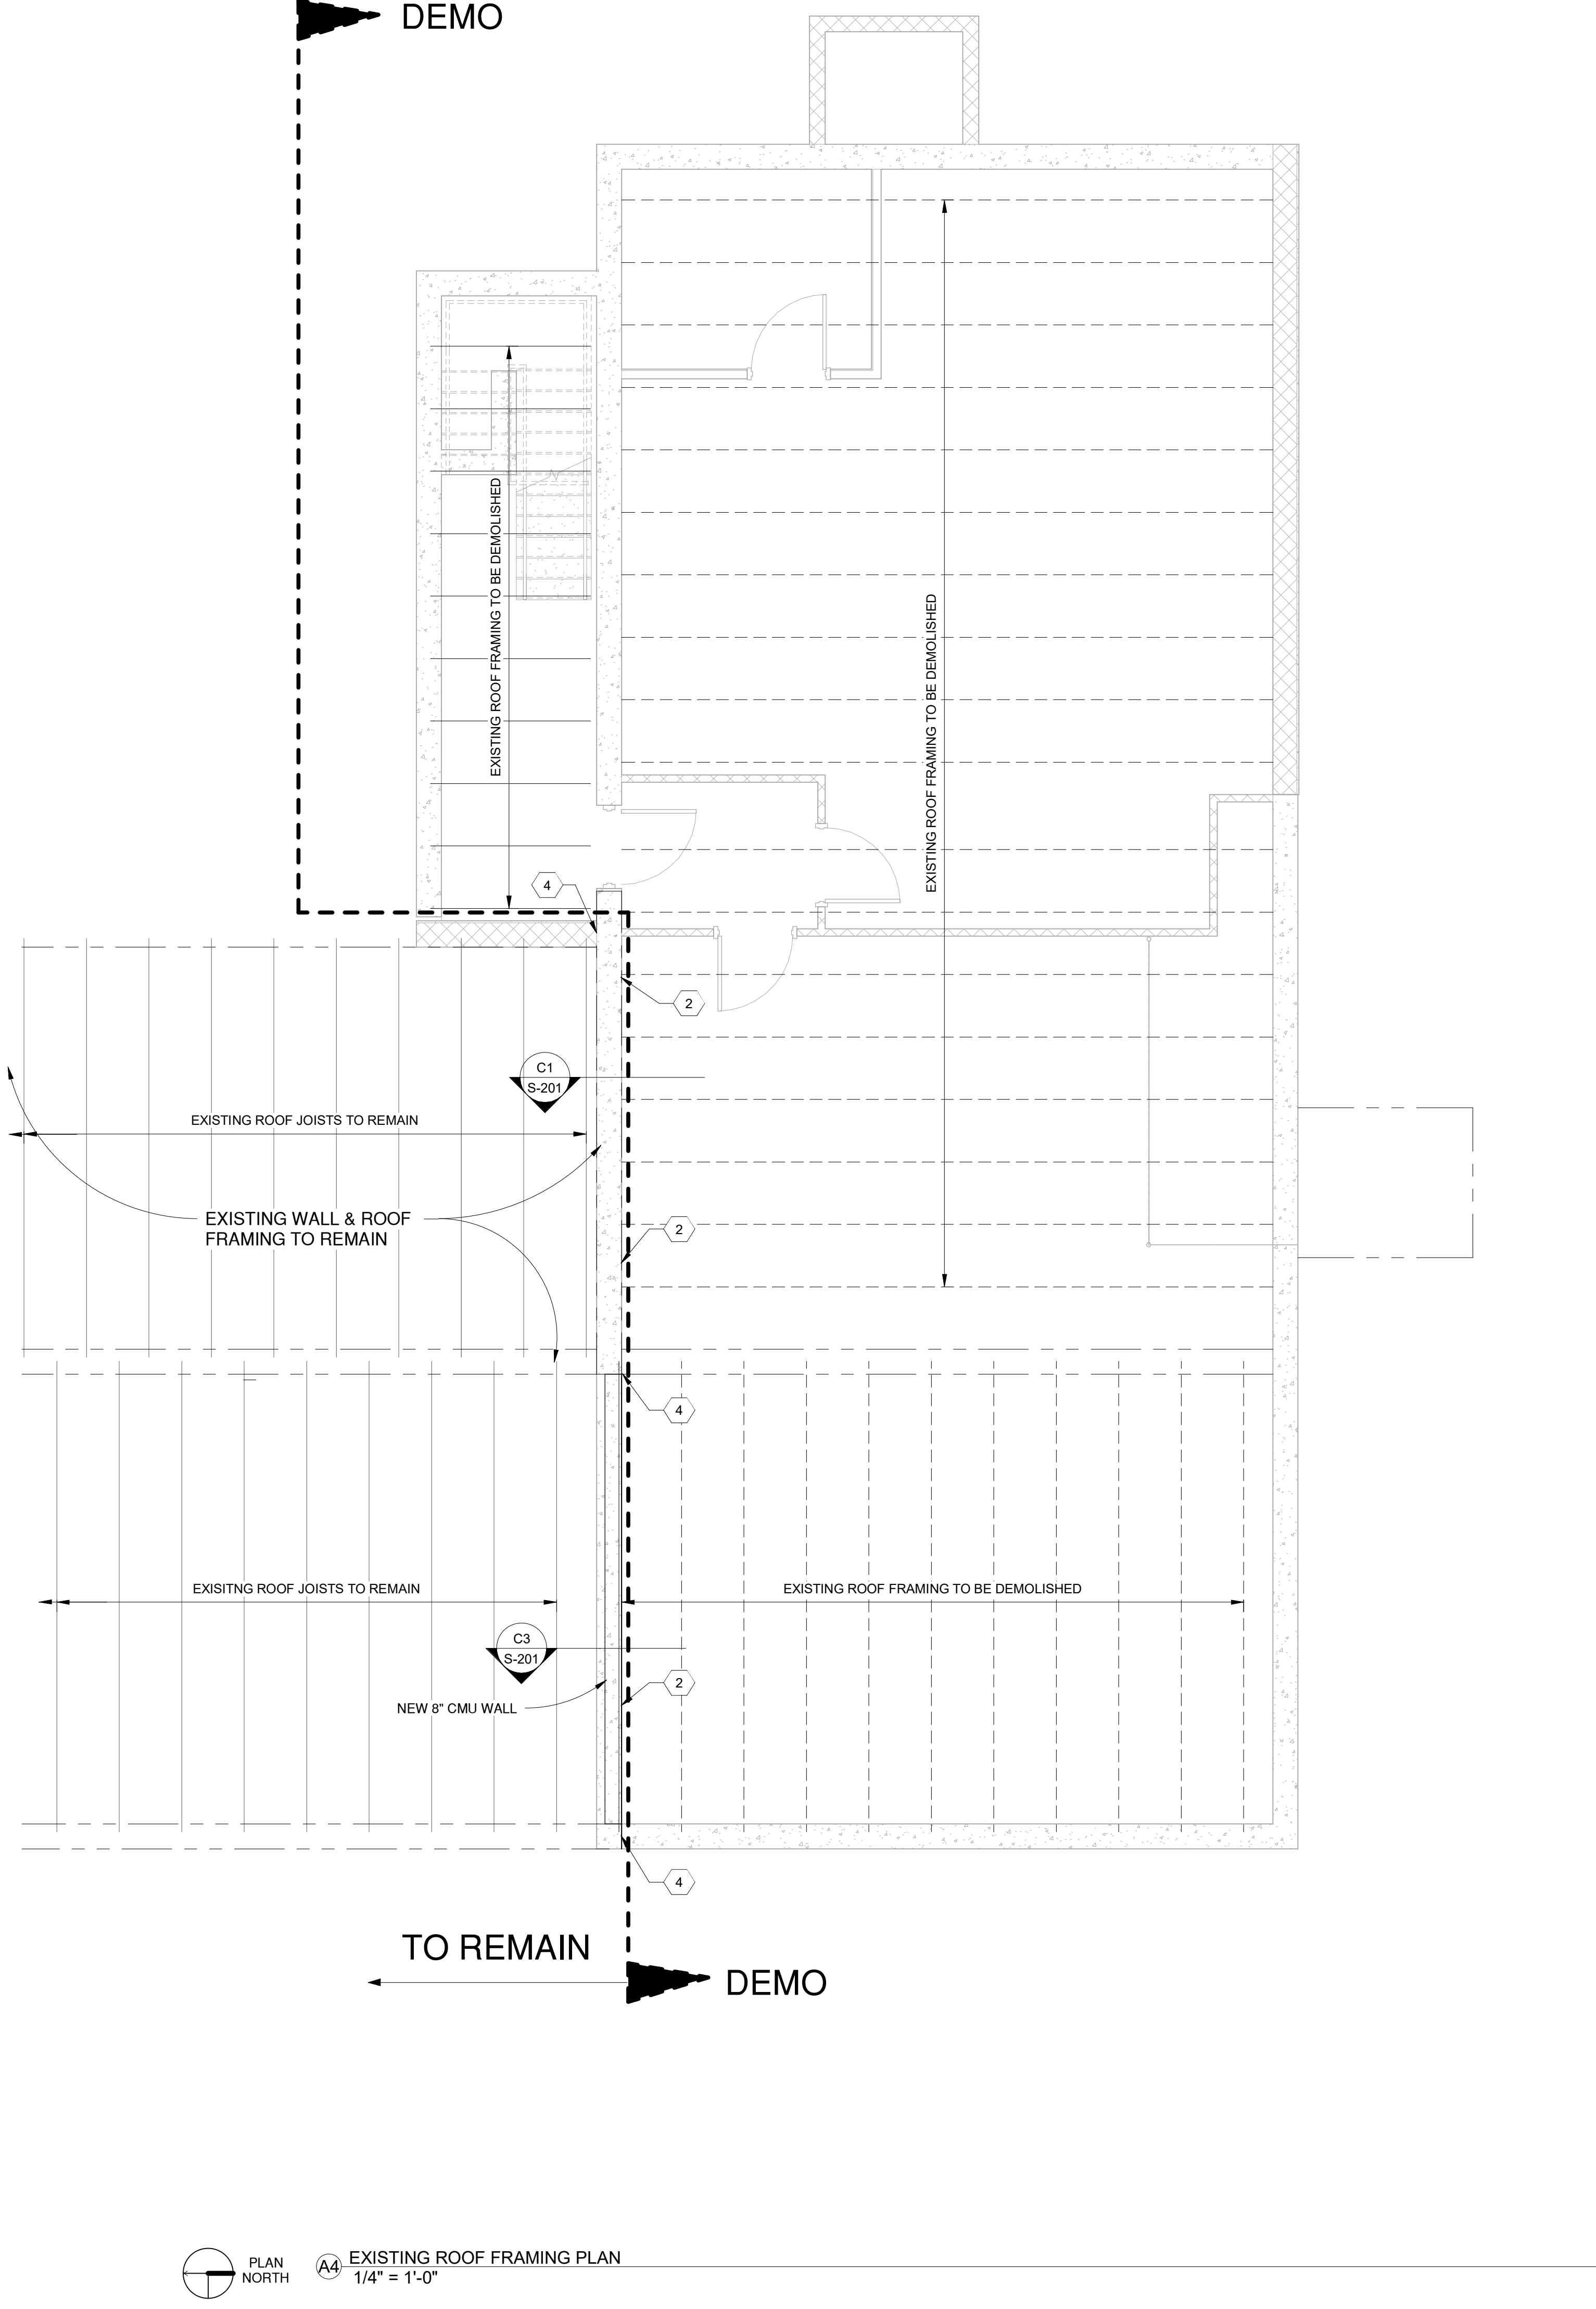 DEMO
EXISTING ROOF FRAMING TO BE DEMOLISHED
EXISTING ROOF FRAMING TO BE DEMOLISHED
4
2
C1
S-201
EXISTING ROOF JOISTS TO REMAIN
EXISTING WALL & ROOF
FRAMING TO REMAIN
2
4
EXISITNG ROOF JOISTS TO REMAIN
EXISTING ROOF FRAMING TO BE DEMOLISHED
C3
S-201
2
NEW 8" CMU WALL
4
TO REMAIN
DEMO
PLAN
NORTH
A4
EXISTING ROOF FRAMING PLAN
1/4" = 1'-0"